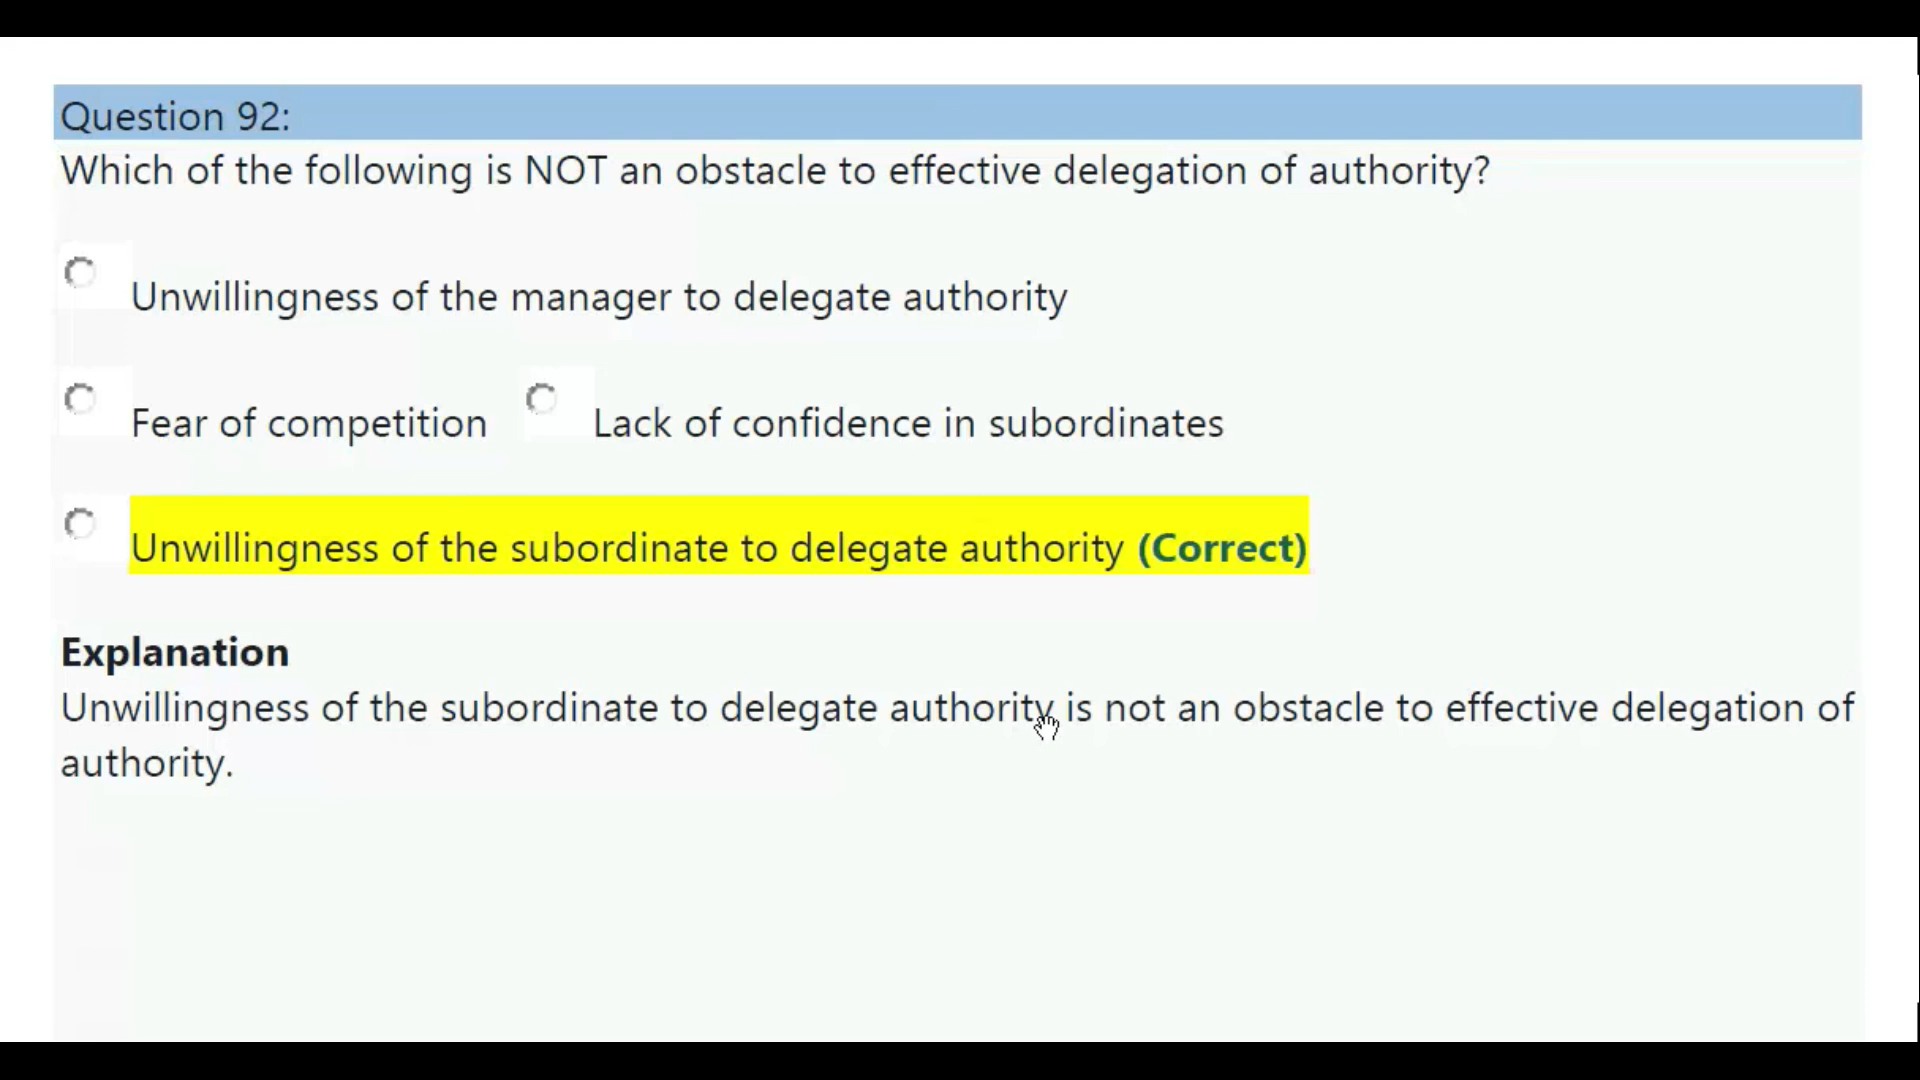 Question 92:
Which of the following is NOT an obstacle to effective delegation of authority?
Unwillingness of the manager to delegate authority
Fear of competition Lack of confidence in subordinates
Unwillingness of the subordinate to delegate authority (Correct)
Explanation
Unwillingness of the subordinate to delegate authority is not an obstacle to effective delegation of
authority.